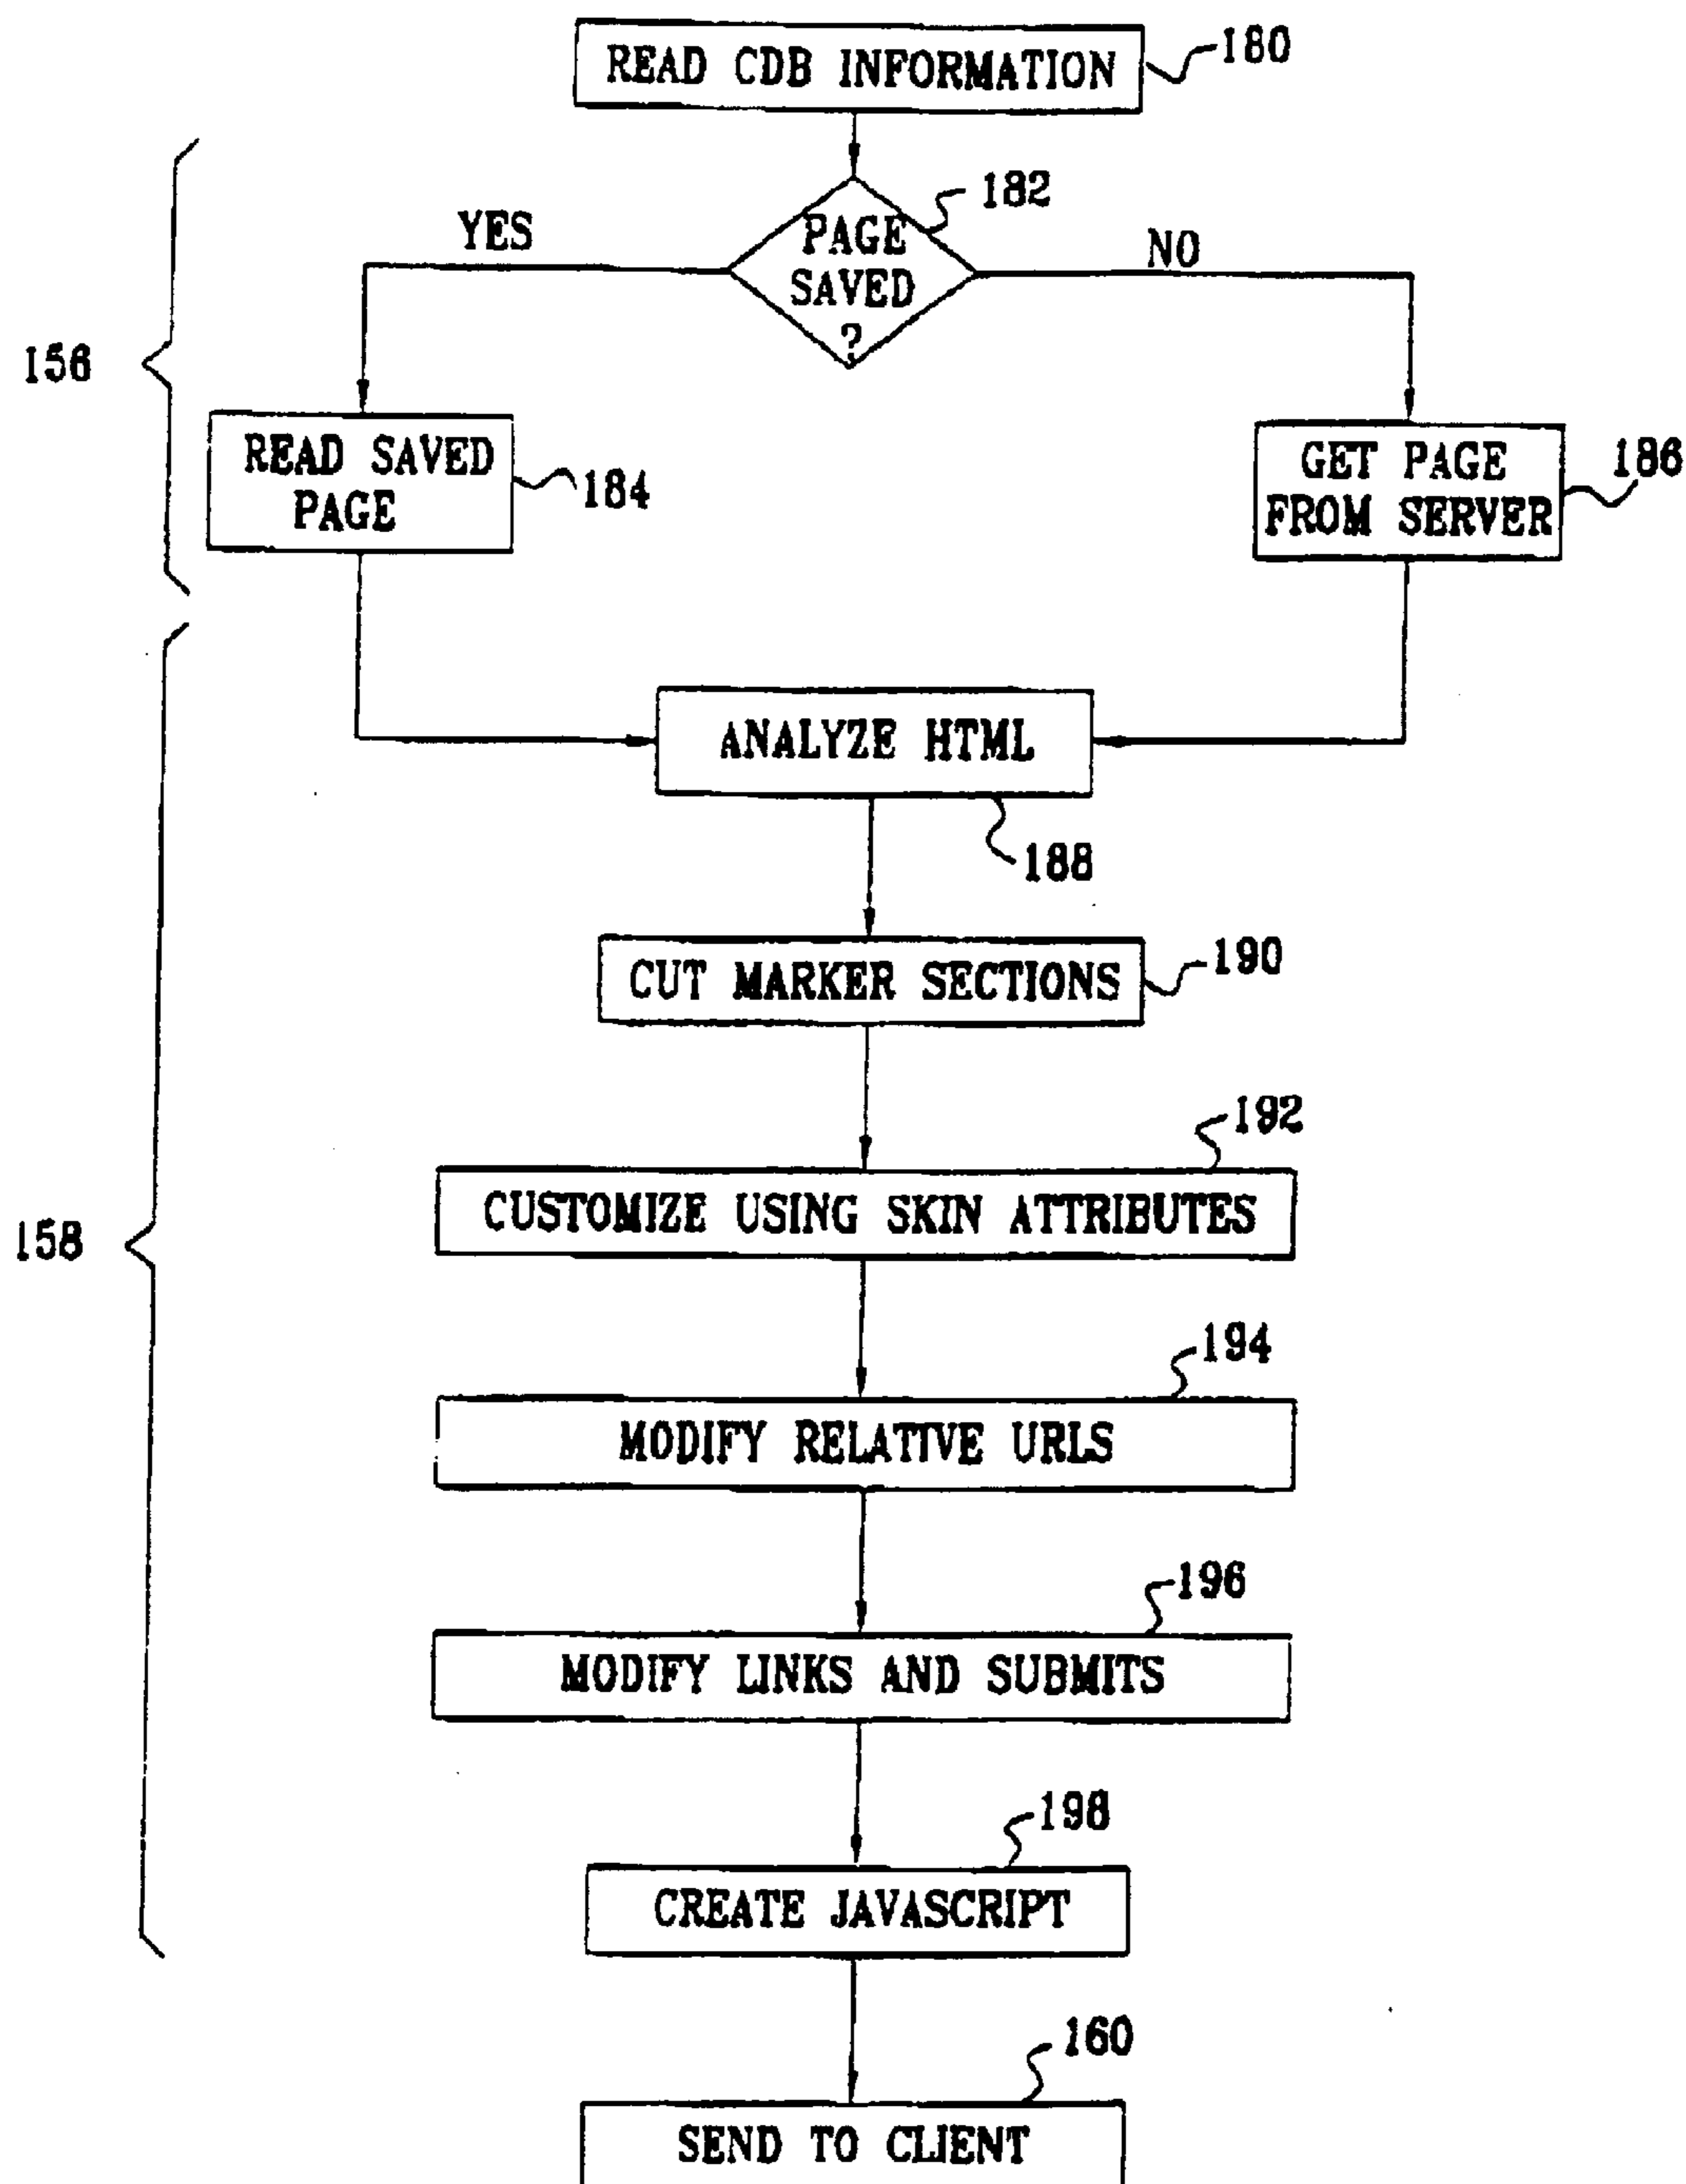 READ CDB INFORMATION
180
182
PAGE
SAVED
?
YES
NO
156
READ SAVED
PAGE
184
GET PAGE
FROM SERVER
186
ANALYZE HTML
188
CUT MARKER SECTIONS
190
192
CUSTOMIZE USING SKIN ATTRIBUTES
158
194
MODIFY RELATIVE URLS
196
MODIFY LINKS AND SUBMITS
198
CREATE JAVASCRIPT
160
SEND TO CLIENT